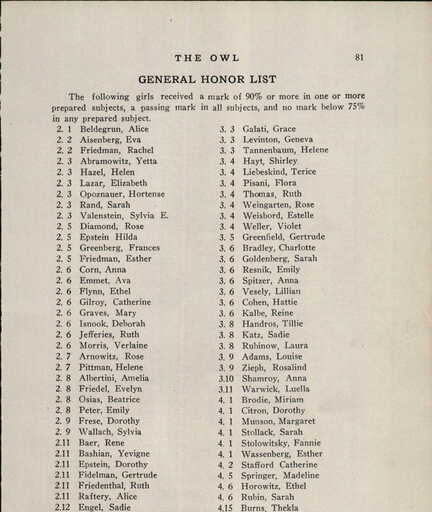 THE OWL 81
GENERAL HONOR LIST
The following girls received a mark of 90% or more in one or more
prepared subjects, a passing mark in all subjects, and no mark below 75%
in any prepared subject.
2. 1 Beldegrun, Alice
2. 2 Aisenberg, Eva
2. 2 Friedman, Rachel
2. 3 Abramowitz, Yetta
2. 3 Hazel, Helen
2. 3 Lazar, Elizabeth
2. 3 Opoznauer, Hortense
2. 3 Rand, Sarah
2. 3 Valenstein, Sylvia E.
2. 5 Diamond, Rose
2. 5 Epstein Hilda
2. 5 Greenberg, Frances
2. 5 Friedman, Esther
2. 6 Corn, Anna
2. 6 Emmet, Ava
2. 6 Flynn, Ethel
2. 6 Gilroy, Catherine
2. 6 Graves, Mary
2. 6 Isnook, Deborah
2. 6 Jefferies, Ruth
2. 6 Morris, Verlaine
2. 7 Arnowitz, Rose
2. 7 Pittman, Helene
2. 8 Albertini, Amelia
2. 8 Friedel, Evelyn
2. 8 Osias, Beatrice
2. 8 Peter, Emily
2. 9 Frese, Dorothy
2. 9 Wallach, Sylvia
2.11 Baer, Rene
2.11 Bashian, Yevigne
2.11 Epstein, Dorothy
2.11 Fidelman, Gertrude
2.11 Friedenthal, Ruth
2.11 Raftery, Alice
2.12 Engel, Sadie
3. 3 Galati, Grace
3. 3 Levinton, Geneva
3. 3 Tannenbaum, Helene
3. 4 Hayt, Shirley
3. 4 Liebeskind, Terice
3. 4 Pisani, Flora
3. 4 Thomas, Ruth
3. 4 Weingarten, Rose
3. 4 Weisbord, Estelle
3. 4 Weller, Violet
3. 5 Greenfield, Gertrude
3. 6 Bradley, Charlotte
3. 6 Goldenberg, Sarah
3. 6 Resnik, Emily
3. 6 Spitzer, Anna
3. 6 Vesely, Lillian
3. 6 Cohen, Hattie
3. 6 Kalbe, Reine
3. 8 Handros, Tillie
3. 8 Katz, Sadie
3. 8 Rubinow, Laura
3. 9 Adams, Louise
3. 9 Zieph, Rosalind
3.10 Shamroy, Anna
3.11 Warwick, Luella
4. 1 Brodie, Miriam
4. 1 Citron, Dorothy
4. 1 Munson, Margaret
4. 1 Stollack, Sarah
4. 1 Stolowitsky, Fannie
4. 1 Wassenberg, Esther
4. 2 Stafford Catherine
4. 5 Springer, Madeline
4. 6 Horowitz, Ethel
4. 6 Rubin, Sarah
4.15 Burns, Thekla